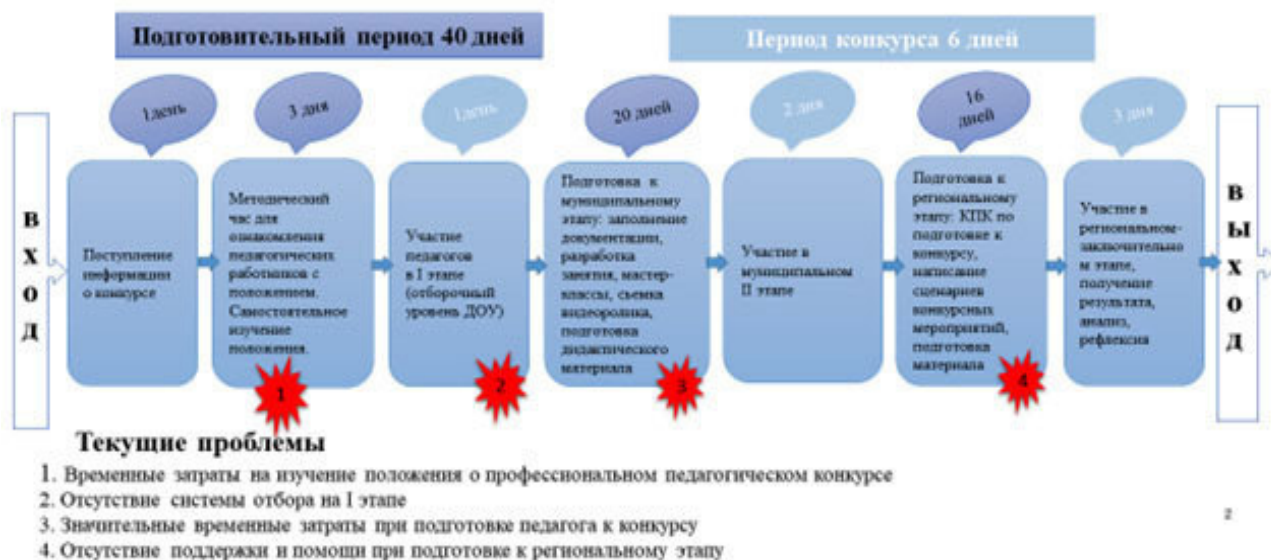 Подготовительный период 40 дней
Период конкурса 6 дней
1день
3 дня
1день
20 дней
2 дня
16
дней
3 дня
ВХОД
Поступление
информации
о конкурсе
Методический
час для
ознакомления
педагогических
работников с
положением.
Самостоятельное
изучение
положения.
1
Участие
педагогов
в I этапе
(отборочный
уровень ДОУ)
2
Подготовка к
муниципальному
этапу: заполнение
документации,
разработка
занятия, мастер-
классы, съемка
видеоролика,
подготовка
дидактического
материала
3
Участие в
муниципальном
II этапе
Подготовка к
региональному
этапу: КПК по
подготовке к
конкурсу,
написание
сценариев
конкурсных
мероприятий,
подготовка
материала
4
Участие в
региональном-
заключительно
м этапе,
получение
результата,
анализ,
рефлексия
ВЫХОД
Текущие проблемы
1. Временные затраты на изучение положения о профессиональном педагогическом конкурсе
2. Отсутствие системы отбора на I этапе
3. Значительные временные затраты при подготовке педагога к конкурсу
4. Отсутствие поддержки и помощи при подготовке к региональному этапу
2